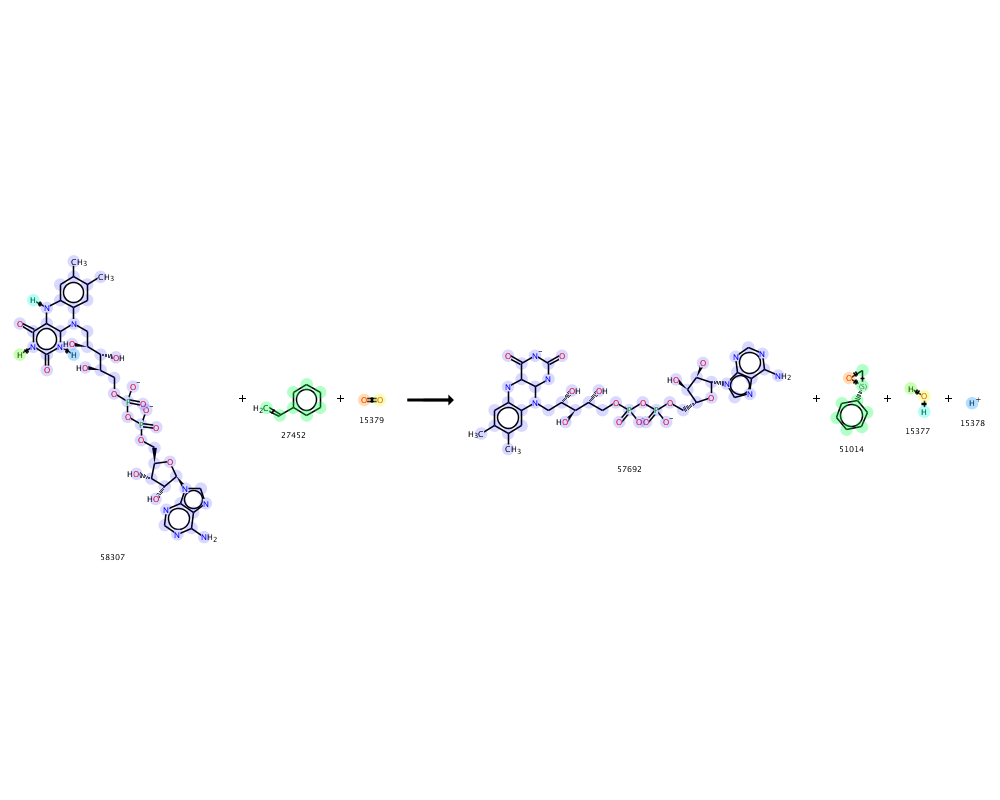 CH3
CH3
H
N
O
N
H
N
N
H
O
HO
OH
HO
O
O-
P
O
O-
O
P
O
O
O
HO
HO
N
N
N
N
NH2
58307
+
H2C
27452
+
O
O
15379
O
N-
O
N
N
N
H3C
CH3
OH
HO
OH
O
P
O
O-
O
P
O
O-
O
HO
O
O
N
N
N
N
NH2
57692
+
O
(S)
51014
+
H
O
H
15377
+
H+
15378